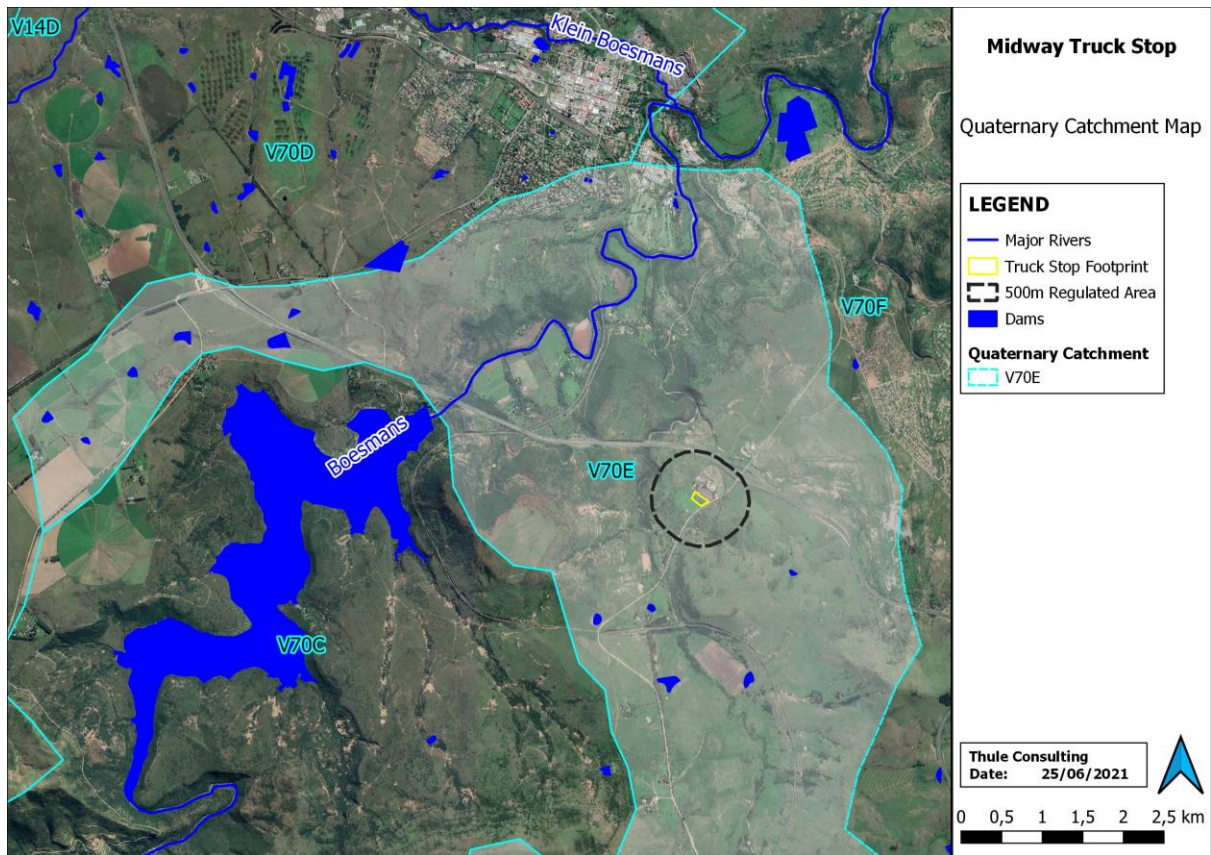 V14D
Klein Boesmans
V70D
V70F
Boesmans
V70E
V70C
Midway Truck Stop
Quaternary Catchment Map
LEGEND
Major Rivers
Truck Stop Footprint
500m Regulated Area
Dams
Quaternary Catchment
V70E
Thule Consulting
Date: 25/06/2021
0 0,5 1 1,5 2 2,5 km